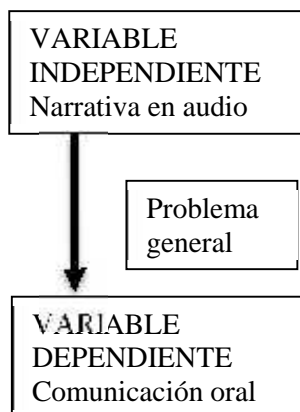 VARIABLE
INDEPENDIENTE
Narrativa en audio
Problema
general
VARIABLE
DEPENDIENTE
Comunicación oral